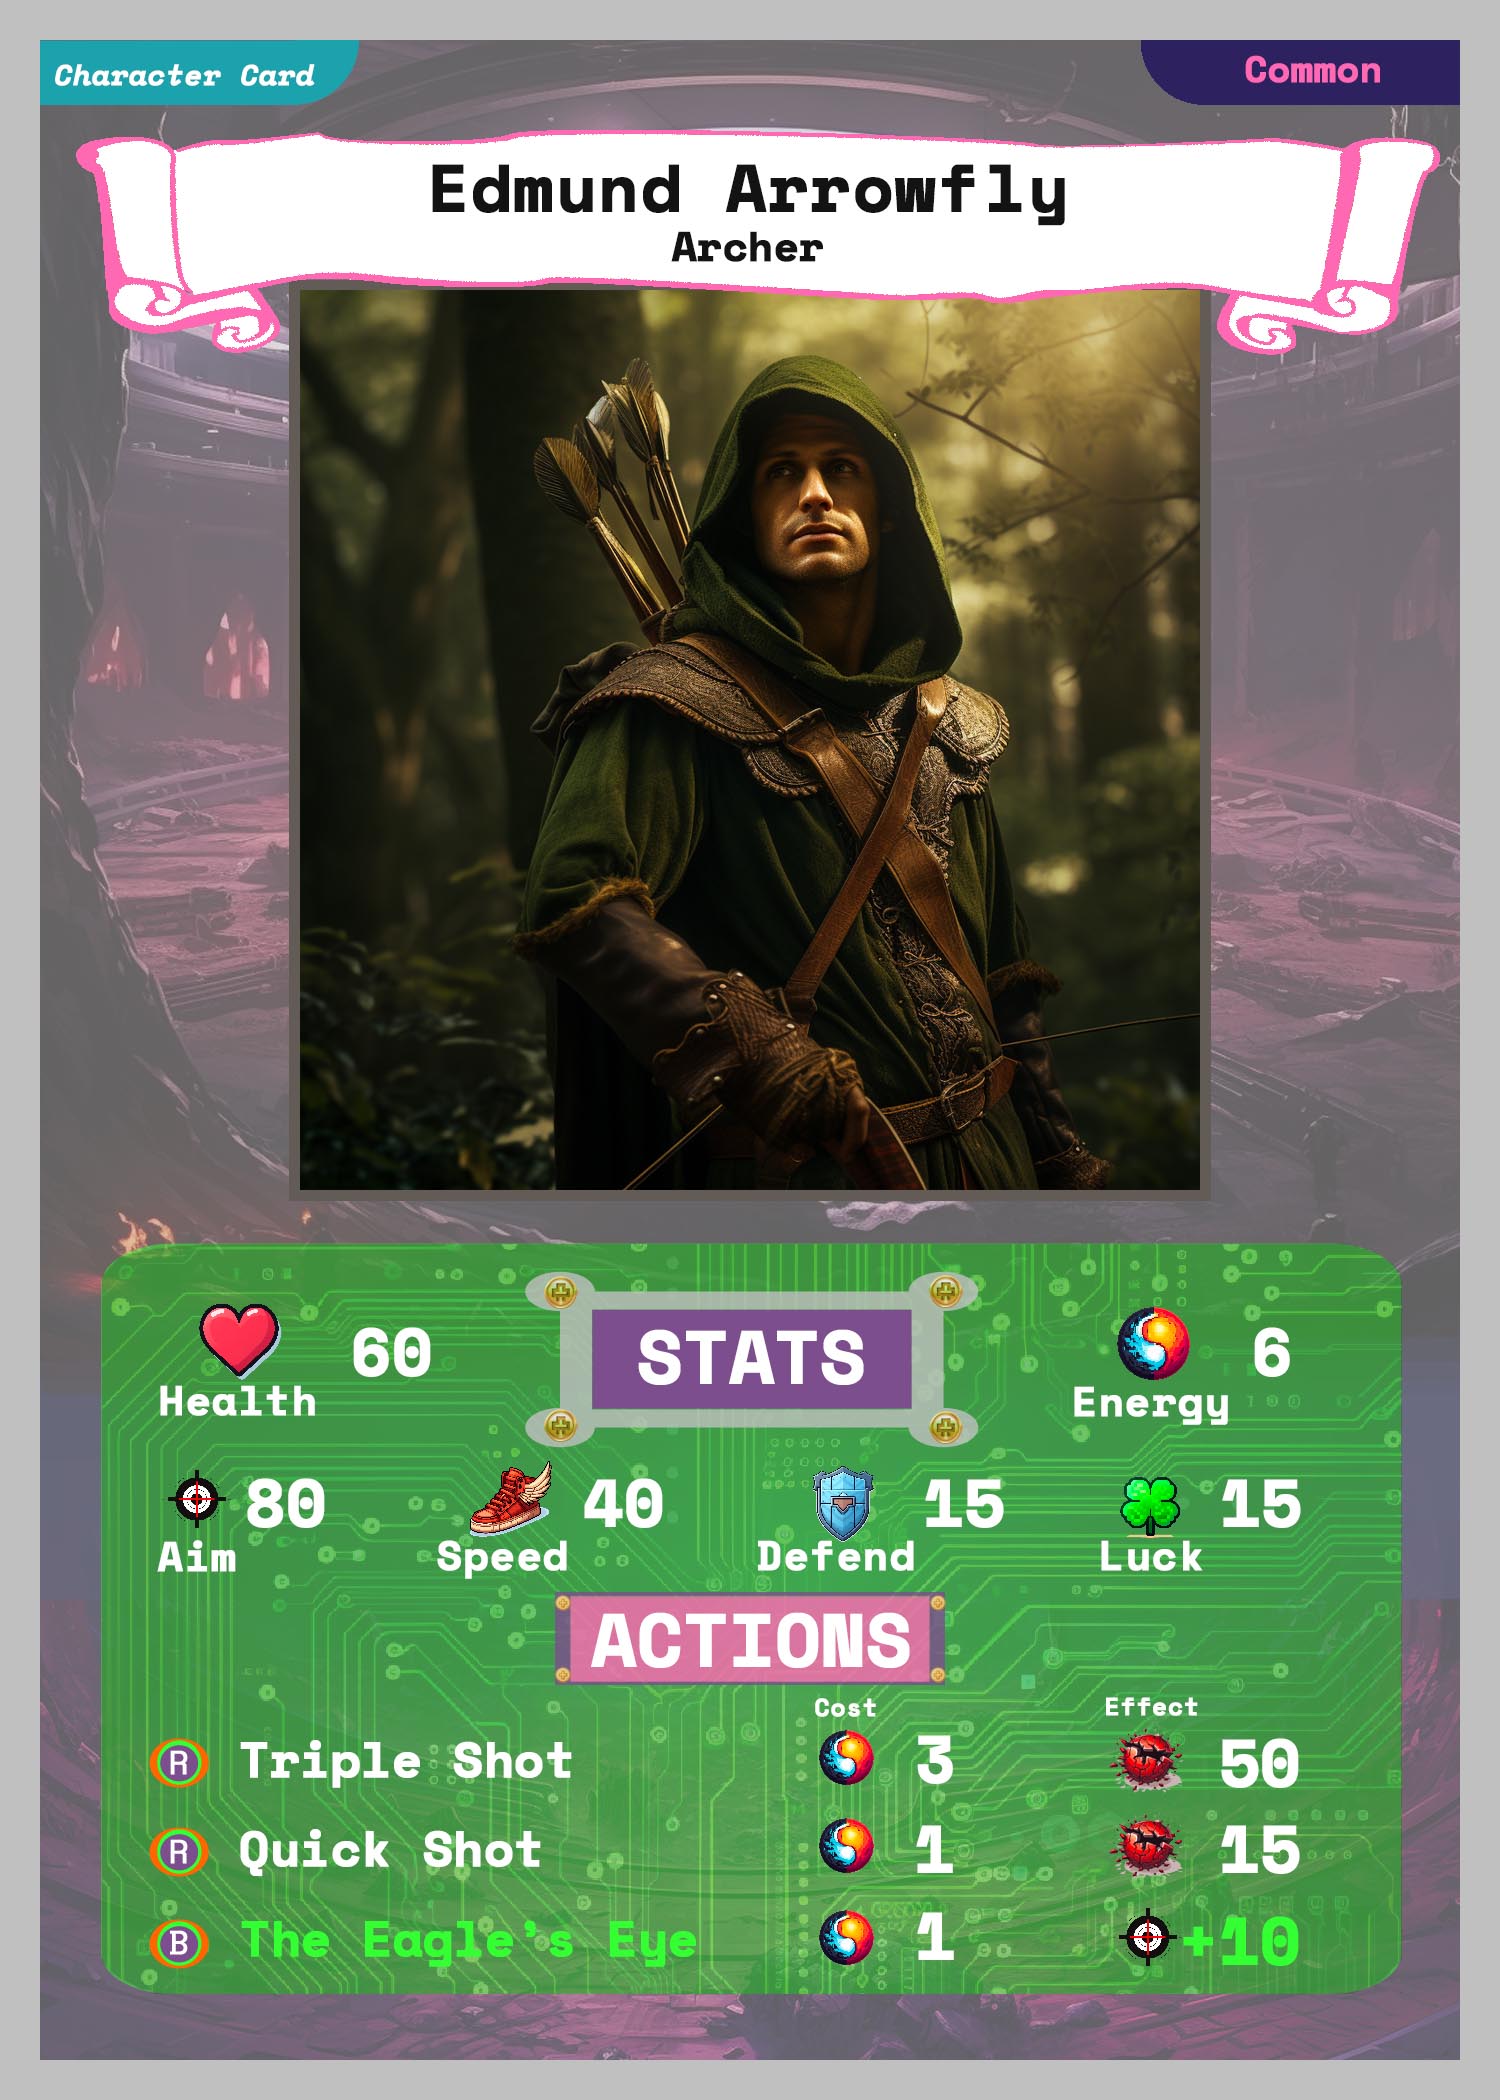 Character Card
Common
Edmund Arrowfly
Archer
60
STATS
6
Health
Energy
80
40
15
15
Aim
Speed
Defend
Luck
ACTIONS
Cost
Effect
R Triple Shot 3 50
R Quick Shot 1 15
B The Eagle's Eye 1 +10